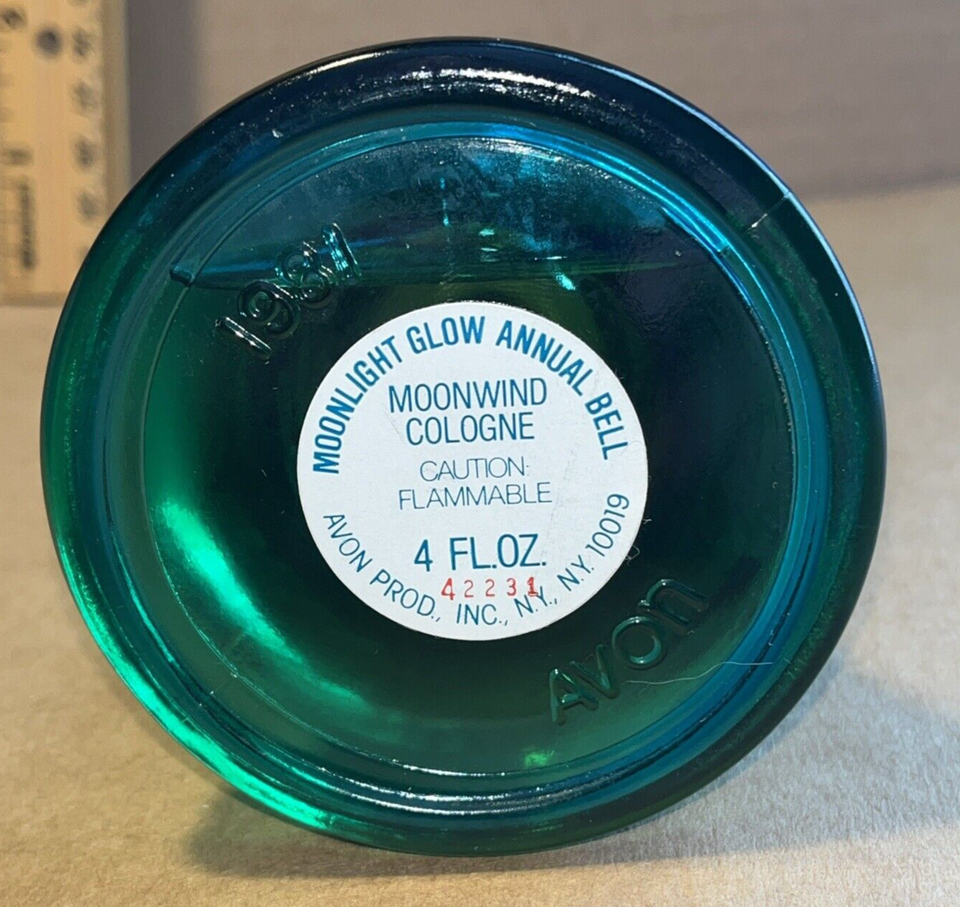 1981
MOONLIGHT GLOW ANNUAL BELL
MOONWIND
COLOGNE
CAUTION:
FLAMMABLE
4 FL.OZ.
42231
AVON PROD., INC., N.Y., N.Y. 10019
AVON